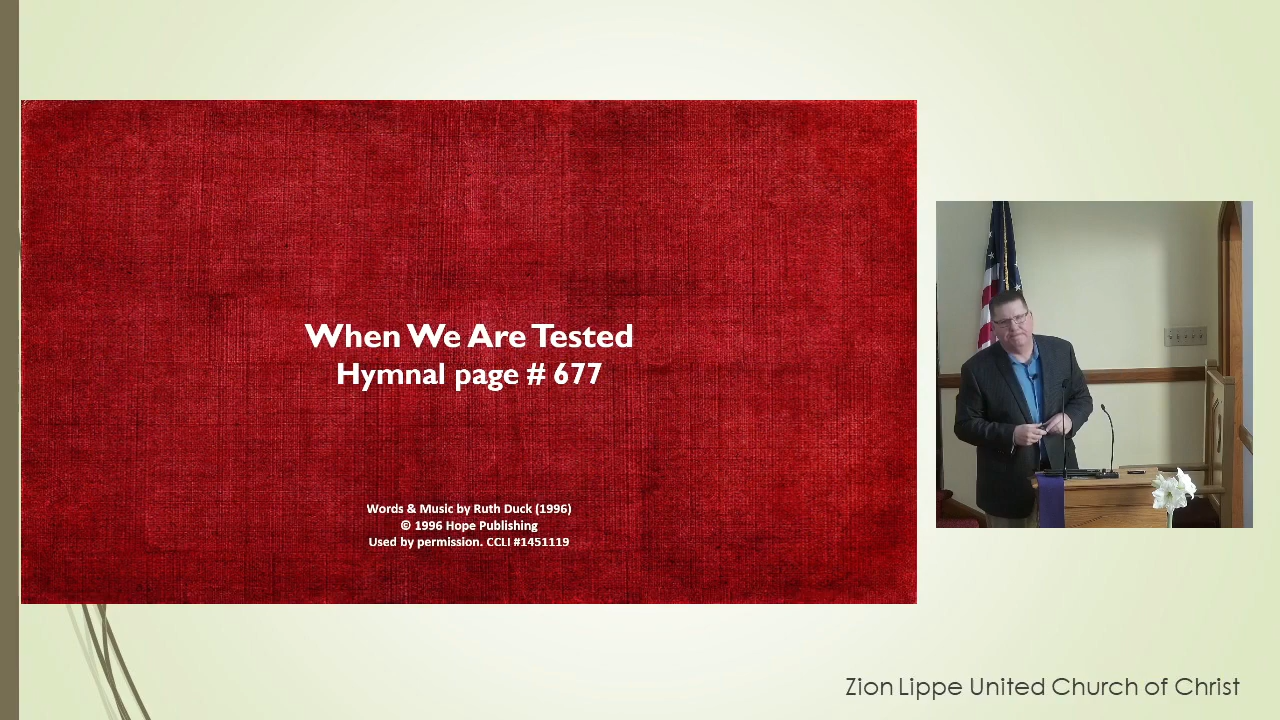 When We Are Tested
Hymnal page # 677
Words & Music by Ruth Duck (1996)
© 1996 Hope Publishing
Used by permission. CCLI #1451119
Zion Lippe United Church of Christ